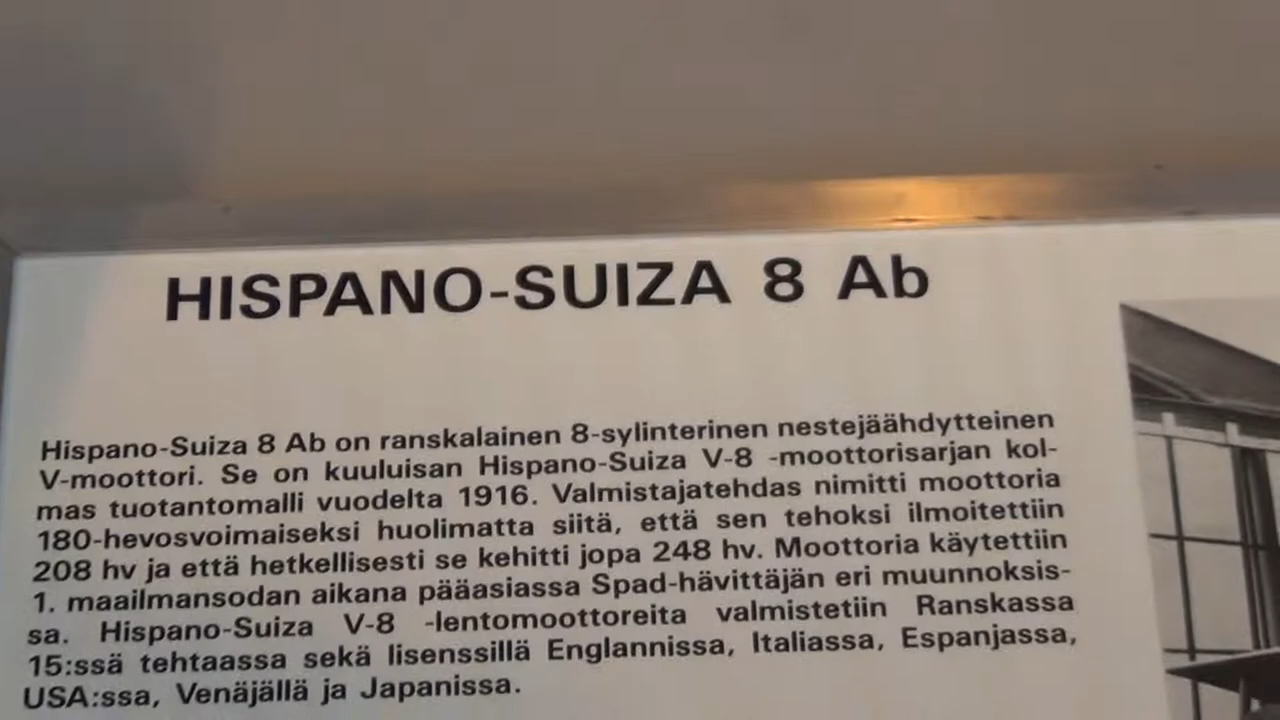 HISPANO-SUIZA 8 Ab
Hispano-Suiza 8 Ab on ranskalainen 8-sylinterinen nestejäähdytteinen
V-moottori. Se on kuuluisan Hispano-Suiza V-8 -moottorisarjan kol-
mas tuotantomalli vuodelta 1916. Valmistajatehdas nimitti moottoria
180-hevosvoimaiseksi huolimatta siitä, että sen tehoksi ilmoitettiin
208 hv ja että hetkellisesti se kehitti jopa 248 hv. Moottoria käytettiin
1. maailmansodan aikana pääasiassa Spad-hävittäjän eri muunnoksis-
sa. Hispano-Suiza V-8 -lentomoottoreita valmistetiin Ranskassa
15:ssä tehtaassa sekä lisenssillä Englannissa, Italiassa, Espanjassa,
USA:ssa, Venäjällä ja Japanissa.